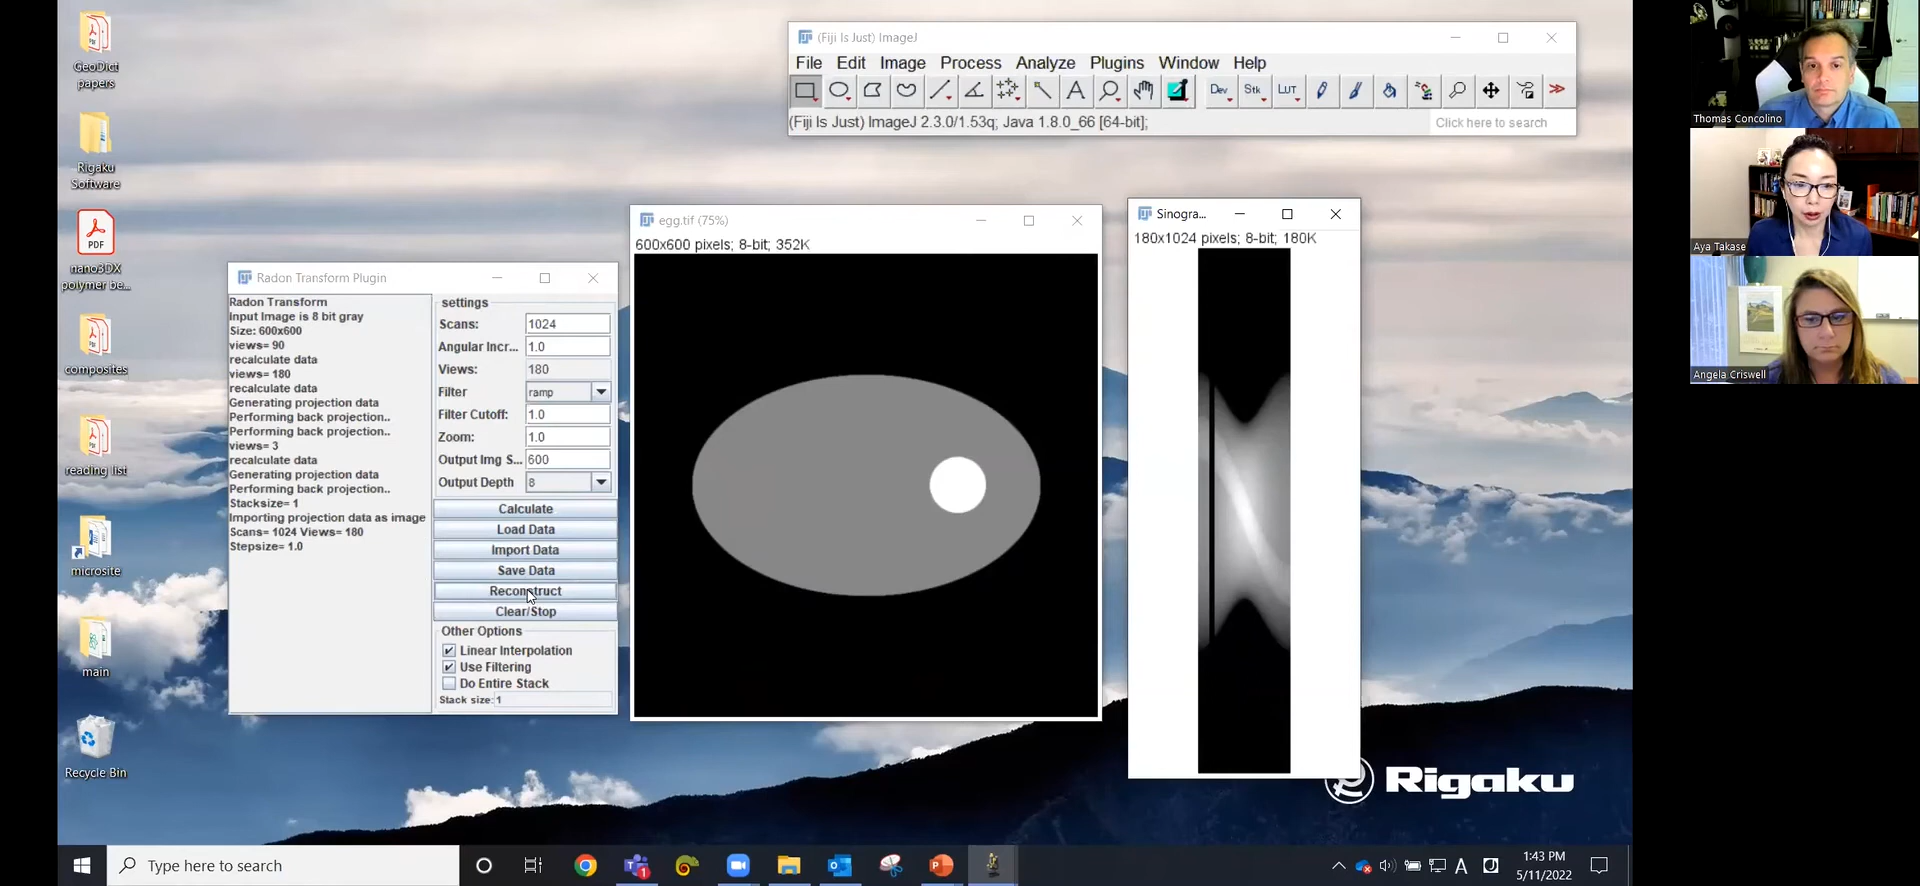 GeoDict
papers
Rigaku
Software
PDF
nano3DX
polymer be...
composites
reading list
microsite
main
Recycle Bin
(Fiji Is Just) ImageJ
File Edit Image Process Analyze Plugins Window Help
Dev Stk LUT
(Fiji Is Just) ImageJ 2.3.0/1.53q; Java 1.8.0_66 [64-bit];
Click here to search
Radon Transform Plugin
Radon Transform
Input Image is 8 bit gray
Size: 600x600
views= 90
recalculate data
views= 180
recalculate data
Generating projection data
Performing back projection..
Performing back projection..
views= 3
recalculate data
Generating projection data
Performing back projection..
Stacksize= 1
Importing projection data as image
Scans= 1024 Views= 180
Stepsize= 1.0
settings
Scans: 1024
Angular Incr... 1.0
Views: 180
Filter ramp
Filter Cutoff: 1.0
Zoom: 1.0
Output Img S... 600
Output Depth 8
Calculate
Load Data
Import Data
Save Data
Reconstruct
Clear/Stop
Other Options
Linear Interpolation
Use Filtering
Do Entire Stack
Stack size: 1
egg.tif (75%)
600x600 pixels; 8-bit; 352K
Sinogra...
180x1024 pixels; 8-bit; 180K
Rigaku
Thomas Concolino
Aya Takase
Angela Criswell
Type here to search
1
A
1:43 PM
5/11/2022